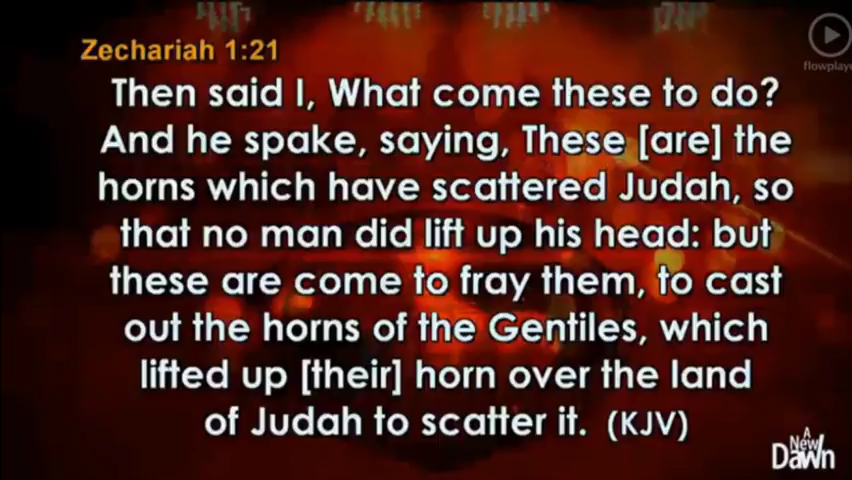 Zechariah 1:21
flowplaye
Then said I, What come these to do?
And he spake, saying, These [are] the
horns which have scattered Judah, so
that no man did lift up his head: but
these are come to fray them, to cast
out the horns of the Gentiles, which
lifted up [their] horn over the land
of Judah to scatter it. (KJV)
A
New
Dawn